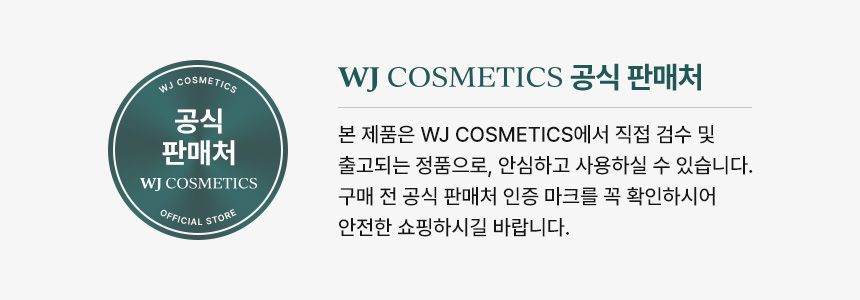 WJ COSMETICS
공식
판매처
WJ COSMETICS
OFFICIAL STORE
WJ COSMETICS 공식 판매처
본 제품은 WJ COSMETICS에서 직접 검수 및
출고되는 정품으로, 안심하고 사용하실 수 있습니다.
구매 전 공식 판매처 인증 마크를 꼭 확인하시어
안전한 쇼핑하시길 바랍니다.